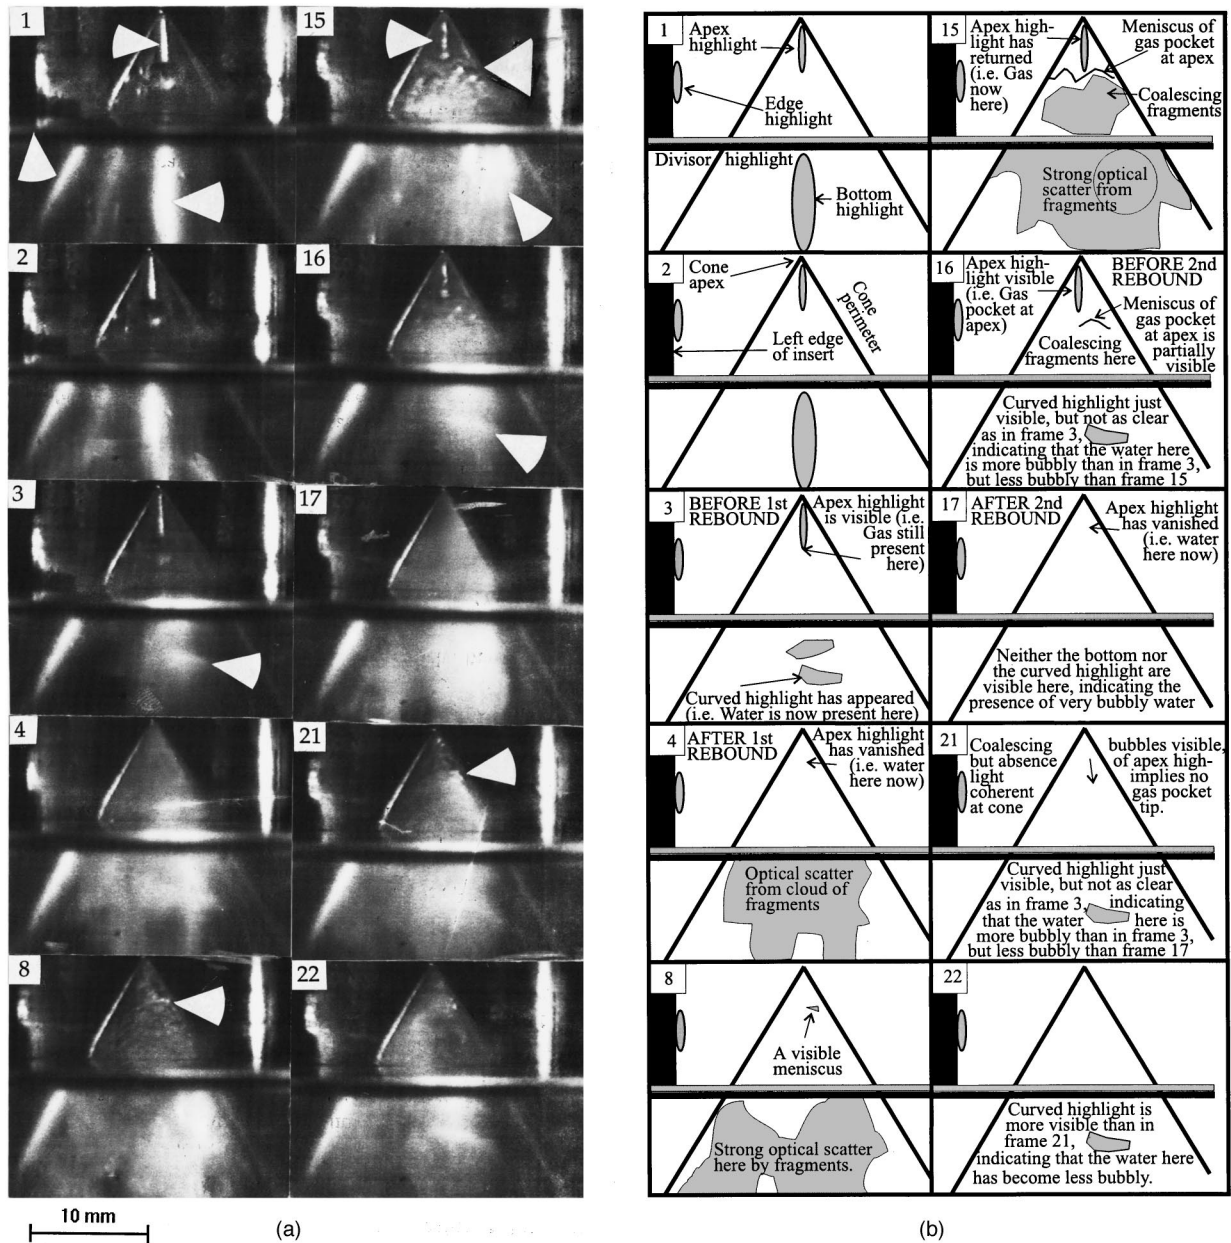 1
15
2
16
3
17
4
21
8
22
10 mm
(a)
1
Apex
highlight
Edge
highlight
Divisor highlight
Bottom
highlight
15
Apex high-
light has
returned
(i.e. Gas
now
here)
Meniscus of
gas pocket
at apex
Coalescing
fragments
Strong optical
scatter from
fragments
2
Cone
apex
Cone
perimeter
Left edge
of insert
16
Apex high-
light visible
(i.e. Gas
pocket at
apex)
BEFORE 2nd
REBOUND
Meniscus of
gas pocket
at apex is
partially
visible
Coalescing
fragments here
Curved highlight just
visible, but not as clear
as in frame 3,
indicating that the water here
is more bubbly than in frame 3,
but less bubbly than frame 15
3
BEFORE 1st
REBOUND
Apex highlight
is visible (i.e.
Gas still
present
here)
Curved highlight has appeared
(i.e. Water is now present here)
17
AFTER 2nd
REBOUND
Apex highlight
has vanished
(i.e. water
here now)
Neither the bottom nor
the curved highlight are
visible here, indicating the
presence of very bubbly water
4
AFTER 1st
REBOUND
Apex highlight
has vanished
(i.e. water
here now)
Optical scatter
from cloud of
fragments
21
Coalescing bubbles visible,
but absence of apex high-
light implies no
coherent gas pocket
at cone tip.
Curved highlight just
visible, but not as clear
as in frame 3, indicating
that the water here is
more bubbly than in frame 3,
but less bubbly than frame 17
8
A visible
meniscus
Strong optical scatter
here by fragments.
22
Curved highlight is
more visible than in
frame 21,
indicating that the water here
has become less bubbly.
(b)